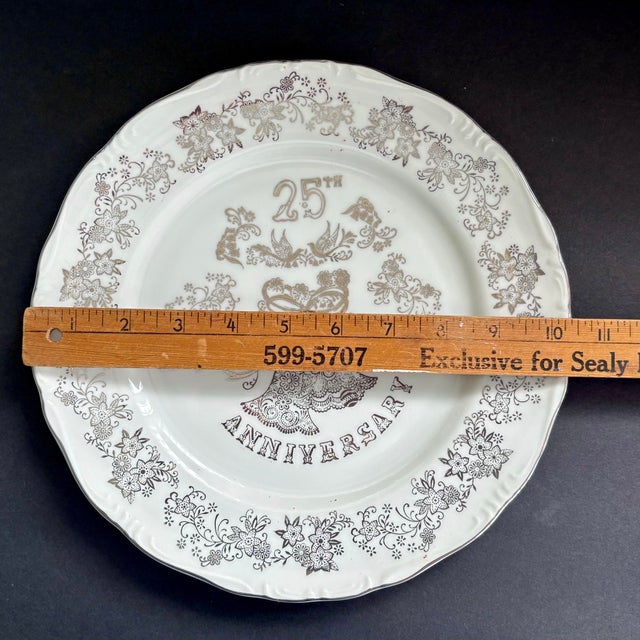 25TH
1 2 3 4 5 6 7 8 9 10 11
599-5707 Exclusive for Sealy
ANNIVERSARY